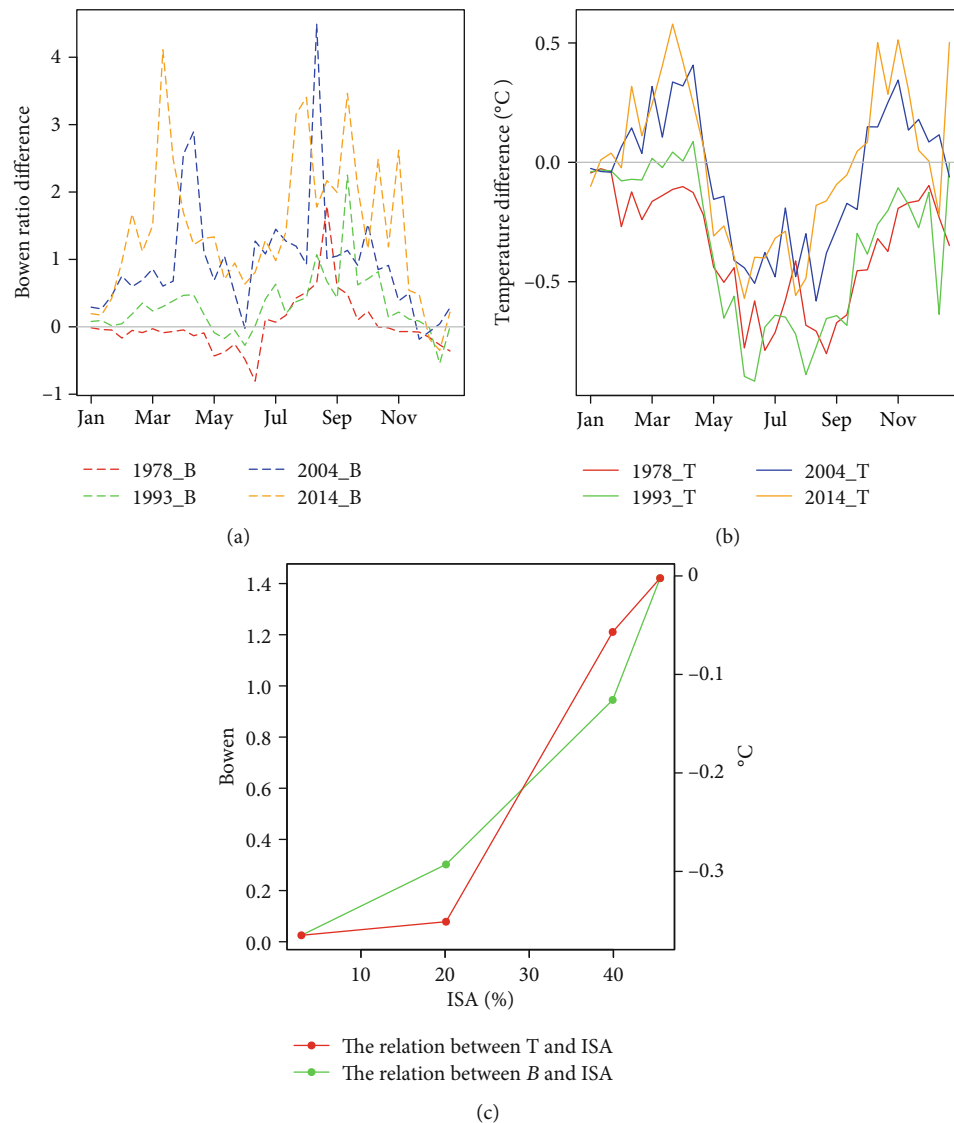 Bowen ratio difference
4
3
2
1
0
−1
Jan Mar May Jul Sep Nov
1978_B 2004_B
1993_B 2014_B
(a)
Temperature difference (°C )
0.5
0.0
−0.5
Jan Mar May Jul Sep Nov
1978_T 2004_T
1993_T 2014_T
(b)
Bowen
1.4
1.2
1.0
0.8
0.6
0.4
0.2
0.0
0
−0.1
−0.2
−0.3
°C
10 20 30 40
ISA (%)
The relation between T and ISA
The relation between B and ISA
(c)